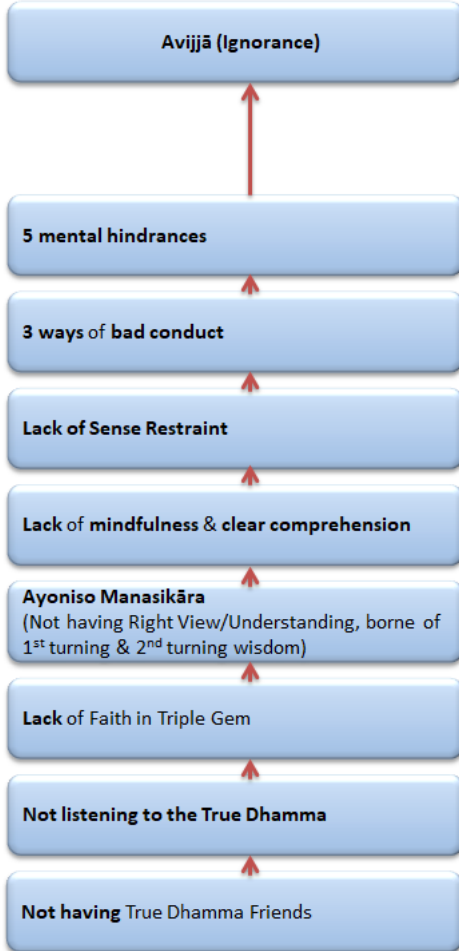 Avijjā (Ignorance)
5 mental hindrances
3 ways of bad conduct
Lack of Sense Restraint
Lack of mindfulness & clear comprehension
Ayoniso Manasikāra
(Not having Right View/Understanding, borne of
1st turning & 2nd turning wisdom)
Lack of Faith in Triple Gem
Not listening to the True Dhamma
Not having True Dhamma Friends